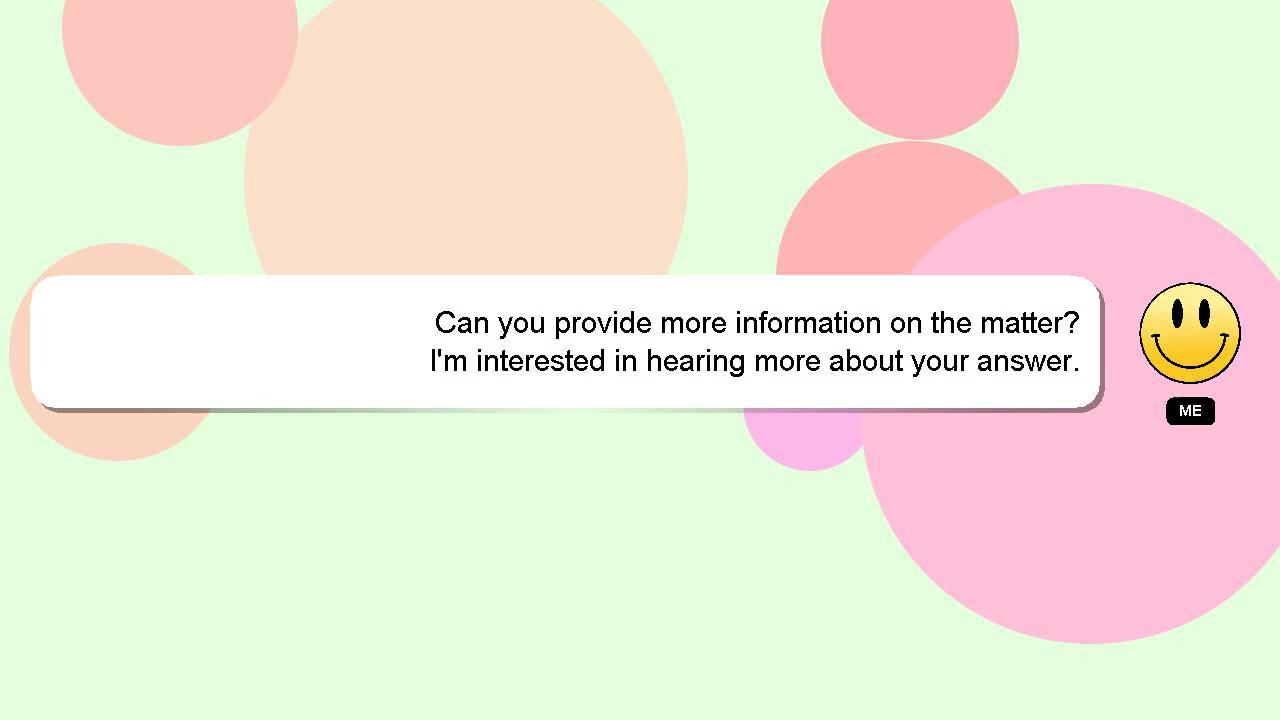 Can you provide more information on the matter?
I'm interested in hearing more about your answer.
ME